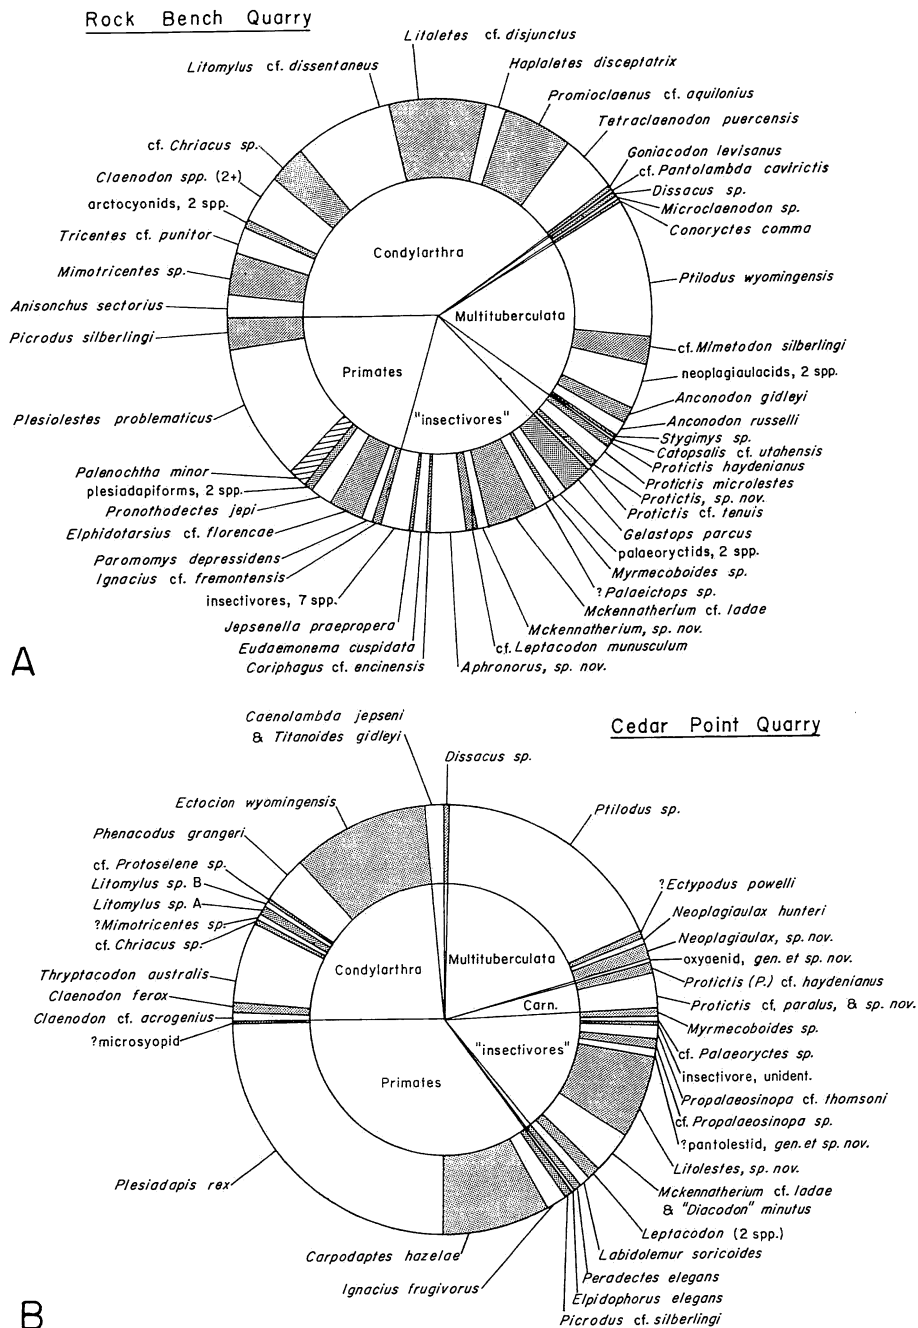 Rock Bench Quarry
Litaletes cf. disjunctus
Litomylus cf. dissentaneus
Haplaletes disceptatrix
Promioclaenus cf. aquilonius
Tetraclaenodon puercensis
cf. Chriacus sp.
Goniacodon levisanus
cf. Pantolambda cavirictis
Claenodon spp. (2+)
Dissacus sp.
arctocyonids, 2 spp.
Microclaenodon sp.
Conoryctes comma
Tricentes cf. punitor
Condylarthra
Mimotricentes sp.
Ptilodus wyomingensis
Anisonchus sectorius
Multituberculata
Picrodus silberlingi
cf. Mimetodon silberlingi
Primates
neoplagiaulacids, 2 spp.
Anconodon gidleyi
Plesiolestes problematicus
"insectivores"
Anconodon russelli
Stygimys sp.
Catopsalis cf. utahensis
Protictis haydenianus
Palenochtha minor
Protictis microlestes
plesiadapiforms, 2 spp.
Protictis, sp. nov.
Pronothodectes jepi
Protictis cf. tenuis
Elphidotarsius cf. florencae
Gelastops parcus
palaeoryctids, 2 spp.
Paromomys depressidens
Myrmecoboides sp.
Ignacius cf. fremontensis
? Palaeictops sp.
insectivores, 7 spp.
Mckennatherium cf. ladae
Jepsenella praepropera
Mckennatherium, sp. nov.
Eudaemonema cuspidata
cf. Leptacodon munusculum
Coriphagus cf. encinensis
Aphronorus, sp. nov.
A
Cedar Point Quarry
Caenolambda jepseni
& Titanoides gidleyi
Dissacus sp.
Ectocion wyomingensis
Ptilodus sp.
Phenacodus grangeri
cf. Protoselene sp.
Litomylus sp. B
?Ectypodus powelli
Litomylus sp. A
Neoplagiaulax hunteri
?Mimotricentes sp.
Neoplagiaulax, sp. nov.
cf. Chriacus sp.
oxyaenid, gen. et sp. nov.
Multituberculata
Condylarthra
Thryptacodon australis
Protictis (P.) cf. haydenianus
Claenodon ferox
Carn.
Protictis cf. paralus, & sp. nov.
Claenodon cf. acrogenius
Myrmecoboides sp.
?microsyopid
"insectivores"
cf. Palaeoryctes sp.
insectivore, unident.
Primates
Propalaeosinopa cf. thomsoni
cf. Propalaeosinopa sp.
?pantolestid, gen. et sp. nov.
Litolestes, sp. nov.
Plesiadapis rex
Mckennatherium cf. ladae
& "Diacodon" minutus
Leptacodon (2 spp.)
Carpodaptes hazelae
Labidolemur soricoides
Ignacius frugivorus
Peradectes elegans
Elpidophorus elegans
Picrodus cf. silberlingi
B